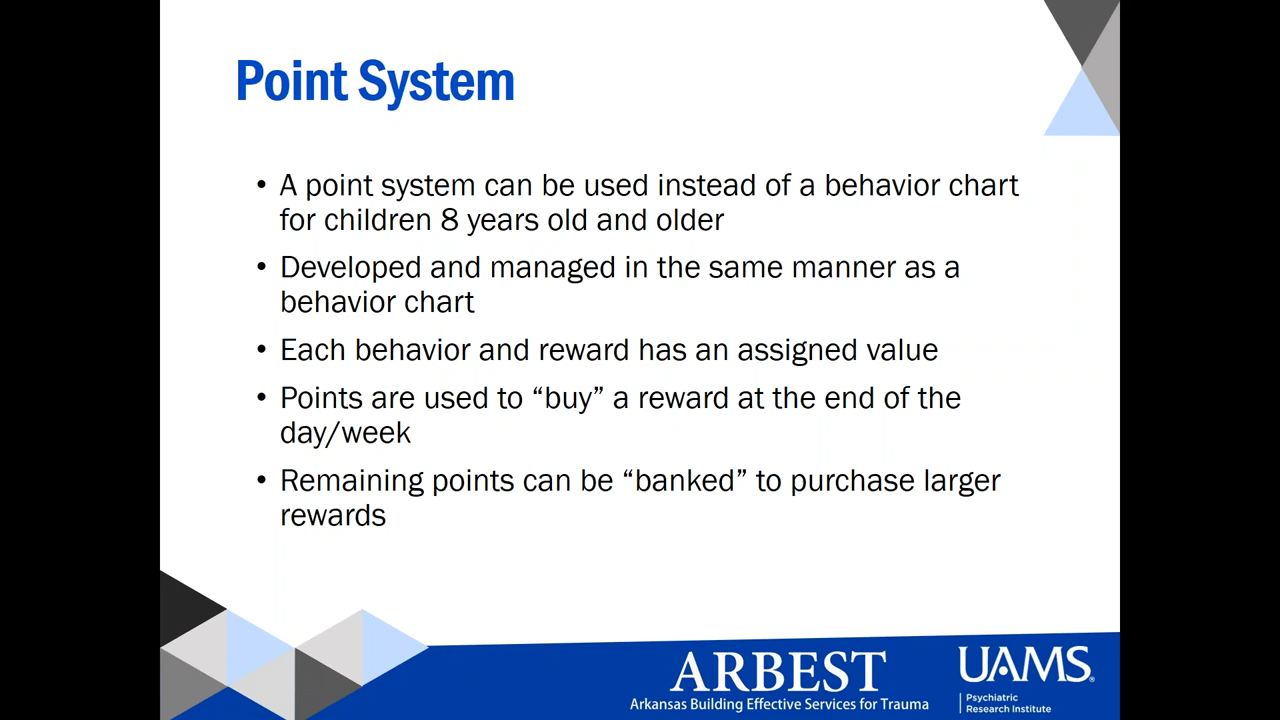 Point System
• A point system can be used instead of a behavior chart
for children 8 years old and older
• Developed and managed in the same manner as a
behavior chart
• Each behavior and reward has an assigned value
• Points are used to “buy” a reward at the end of the
day/week
• Remaining points can be “banked” to purchase larger
rewards
ARBEST
Arkansas Building Effective Services for Trauma
UAMS®
Psychiatric
Research Institute